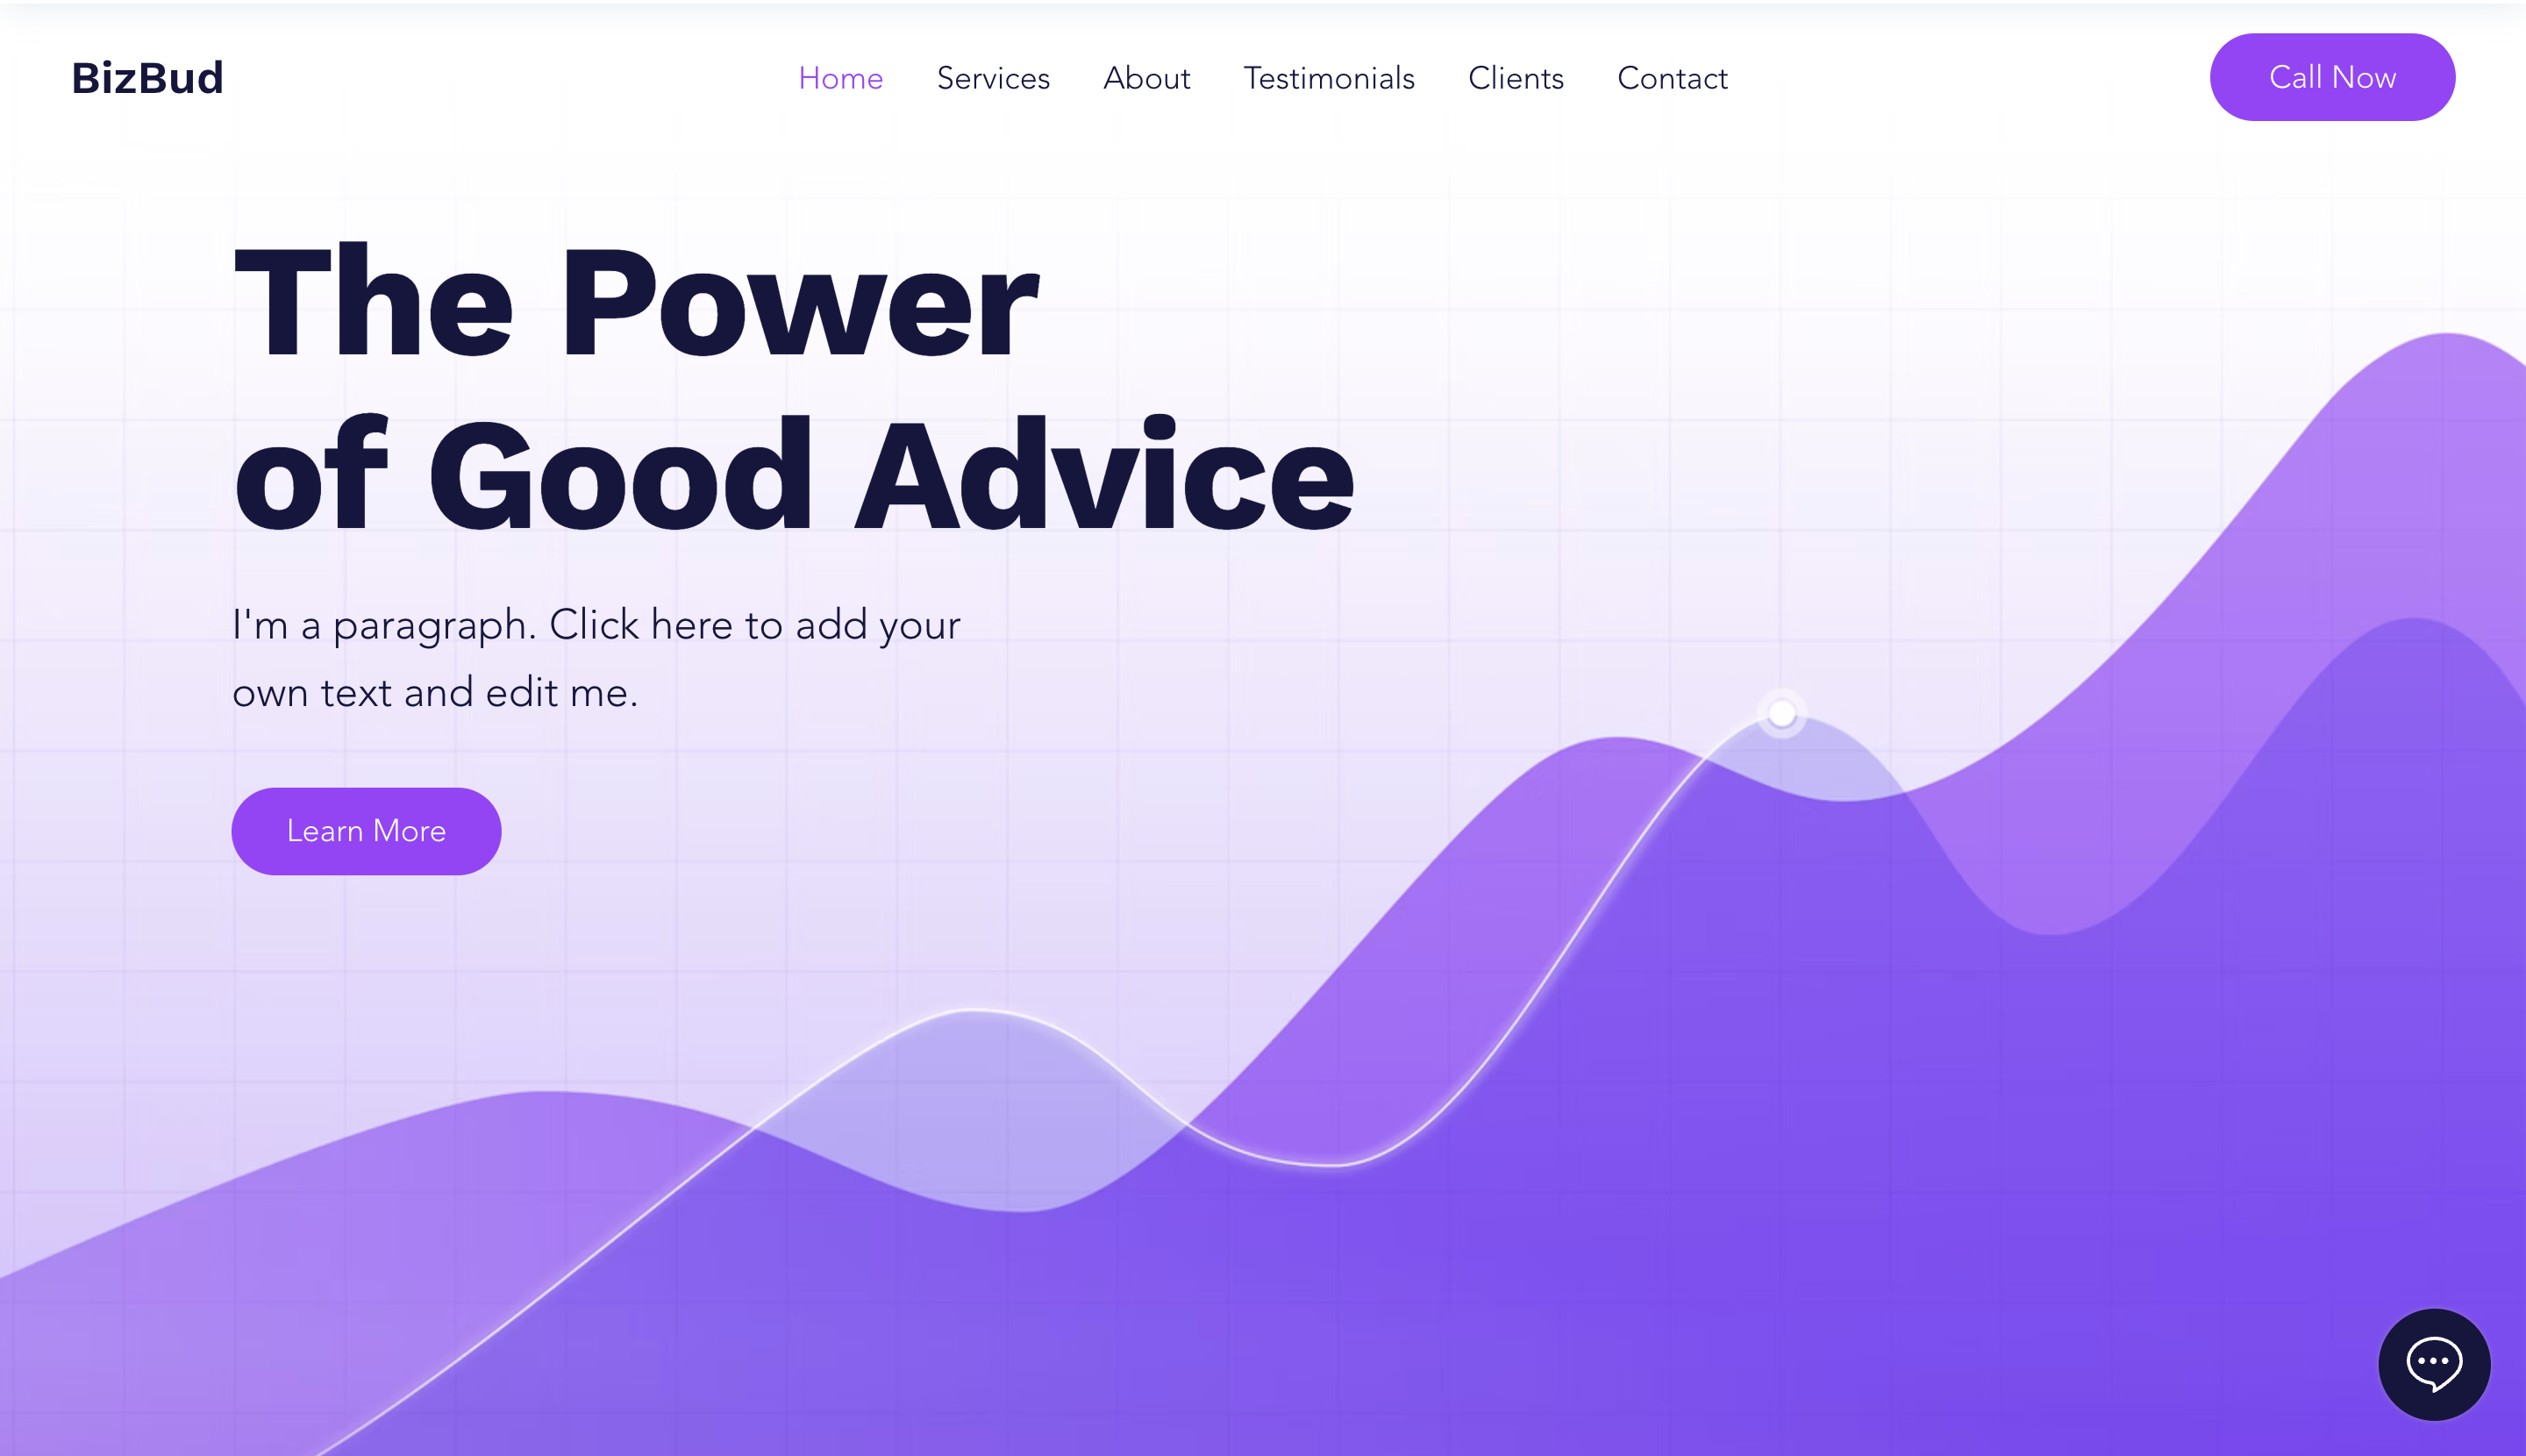 BizBud
Home Services About Testimonials Clients Contact
Call Now
The Power
of Good Advice
I'm a paragraph. Click here to add your
own text and edit me.
Learn More